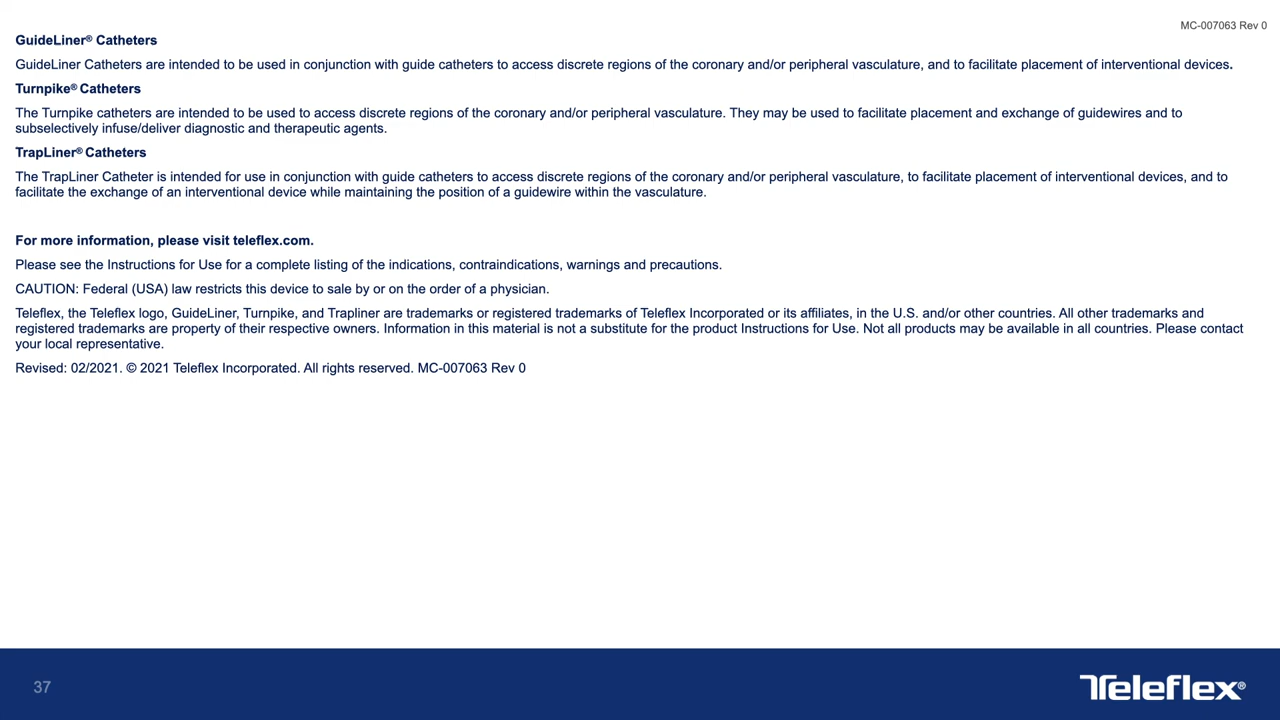 MC-007063 Rev 0
GuideLiner® Catheters
GuideLiner Catheters are intended to be used in conjunction with guide catheters to access discrete regions of the coronary and/or peripheral vasculature, and to facilitate placement of interventional devices.
Turnpike® Catheters
The Turnpike catheters are intended to be used to access discrete regions of the coronary and/or peripheral vasculature. They may be used to facilitate placement and exchange of guidewires and to
subselectively infuse/deliver diagnostic and therapeutic agents.
TrapLiner® Catheters
The TrapLiner Catheter is intended for use in conjunction with guide catheters to access discrete regions of the coronary and/or peripheral vasculature, to facilitate placement of interventional devices, and to
facilitate the exchange of an interventional device while maintaining the position of a guidewire within the vasculature.
For more information, please visit teleflex.com.
Please see the Instructions for Use for a complete listing of the indications, contraindications, warnings and precautions.
CAUTION: Federal (USA) law restricts this device to sale by or on the order of a physician.
Teleflex, the Teleflex logo, GuideLiner, Turnpike, and Trapliner are trademarks or registered trademarks of Teleflex Incorporated or its affiliates, in the U.S. and/or other countries. All other trademarks and
registered trademarks are property of their respective owners. Information in this material is not a substitute for the product Instructions for Use. Not all products may be available in all countries. Please contact
your local representative.
Revised: 02/2021. © 2021 Teleflex Incorporated. All rights reserved. MC-007063 Rev 0
37
Teleflex®